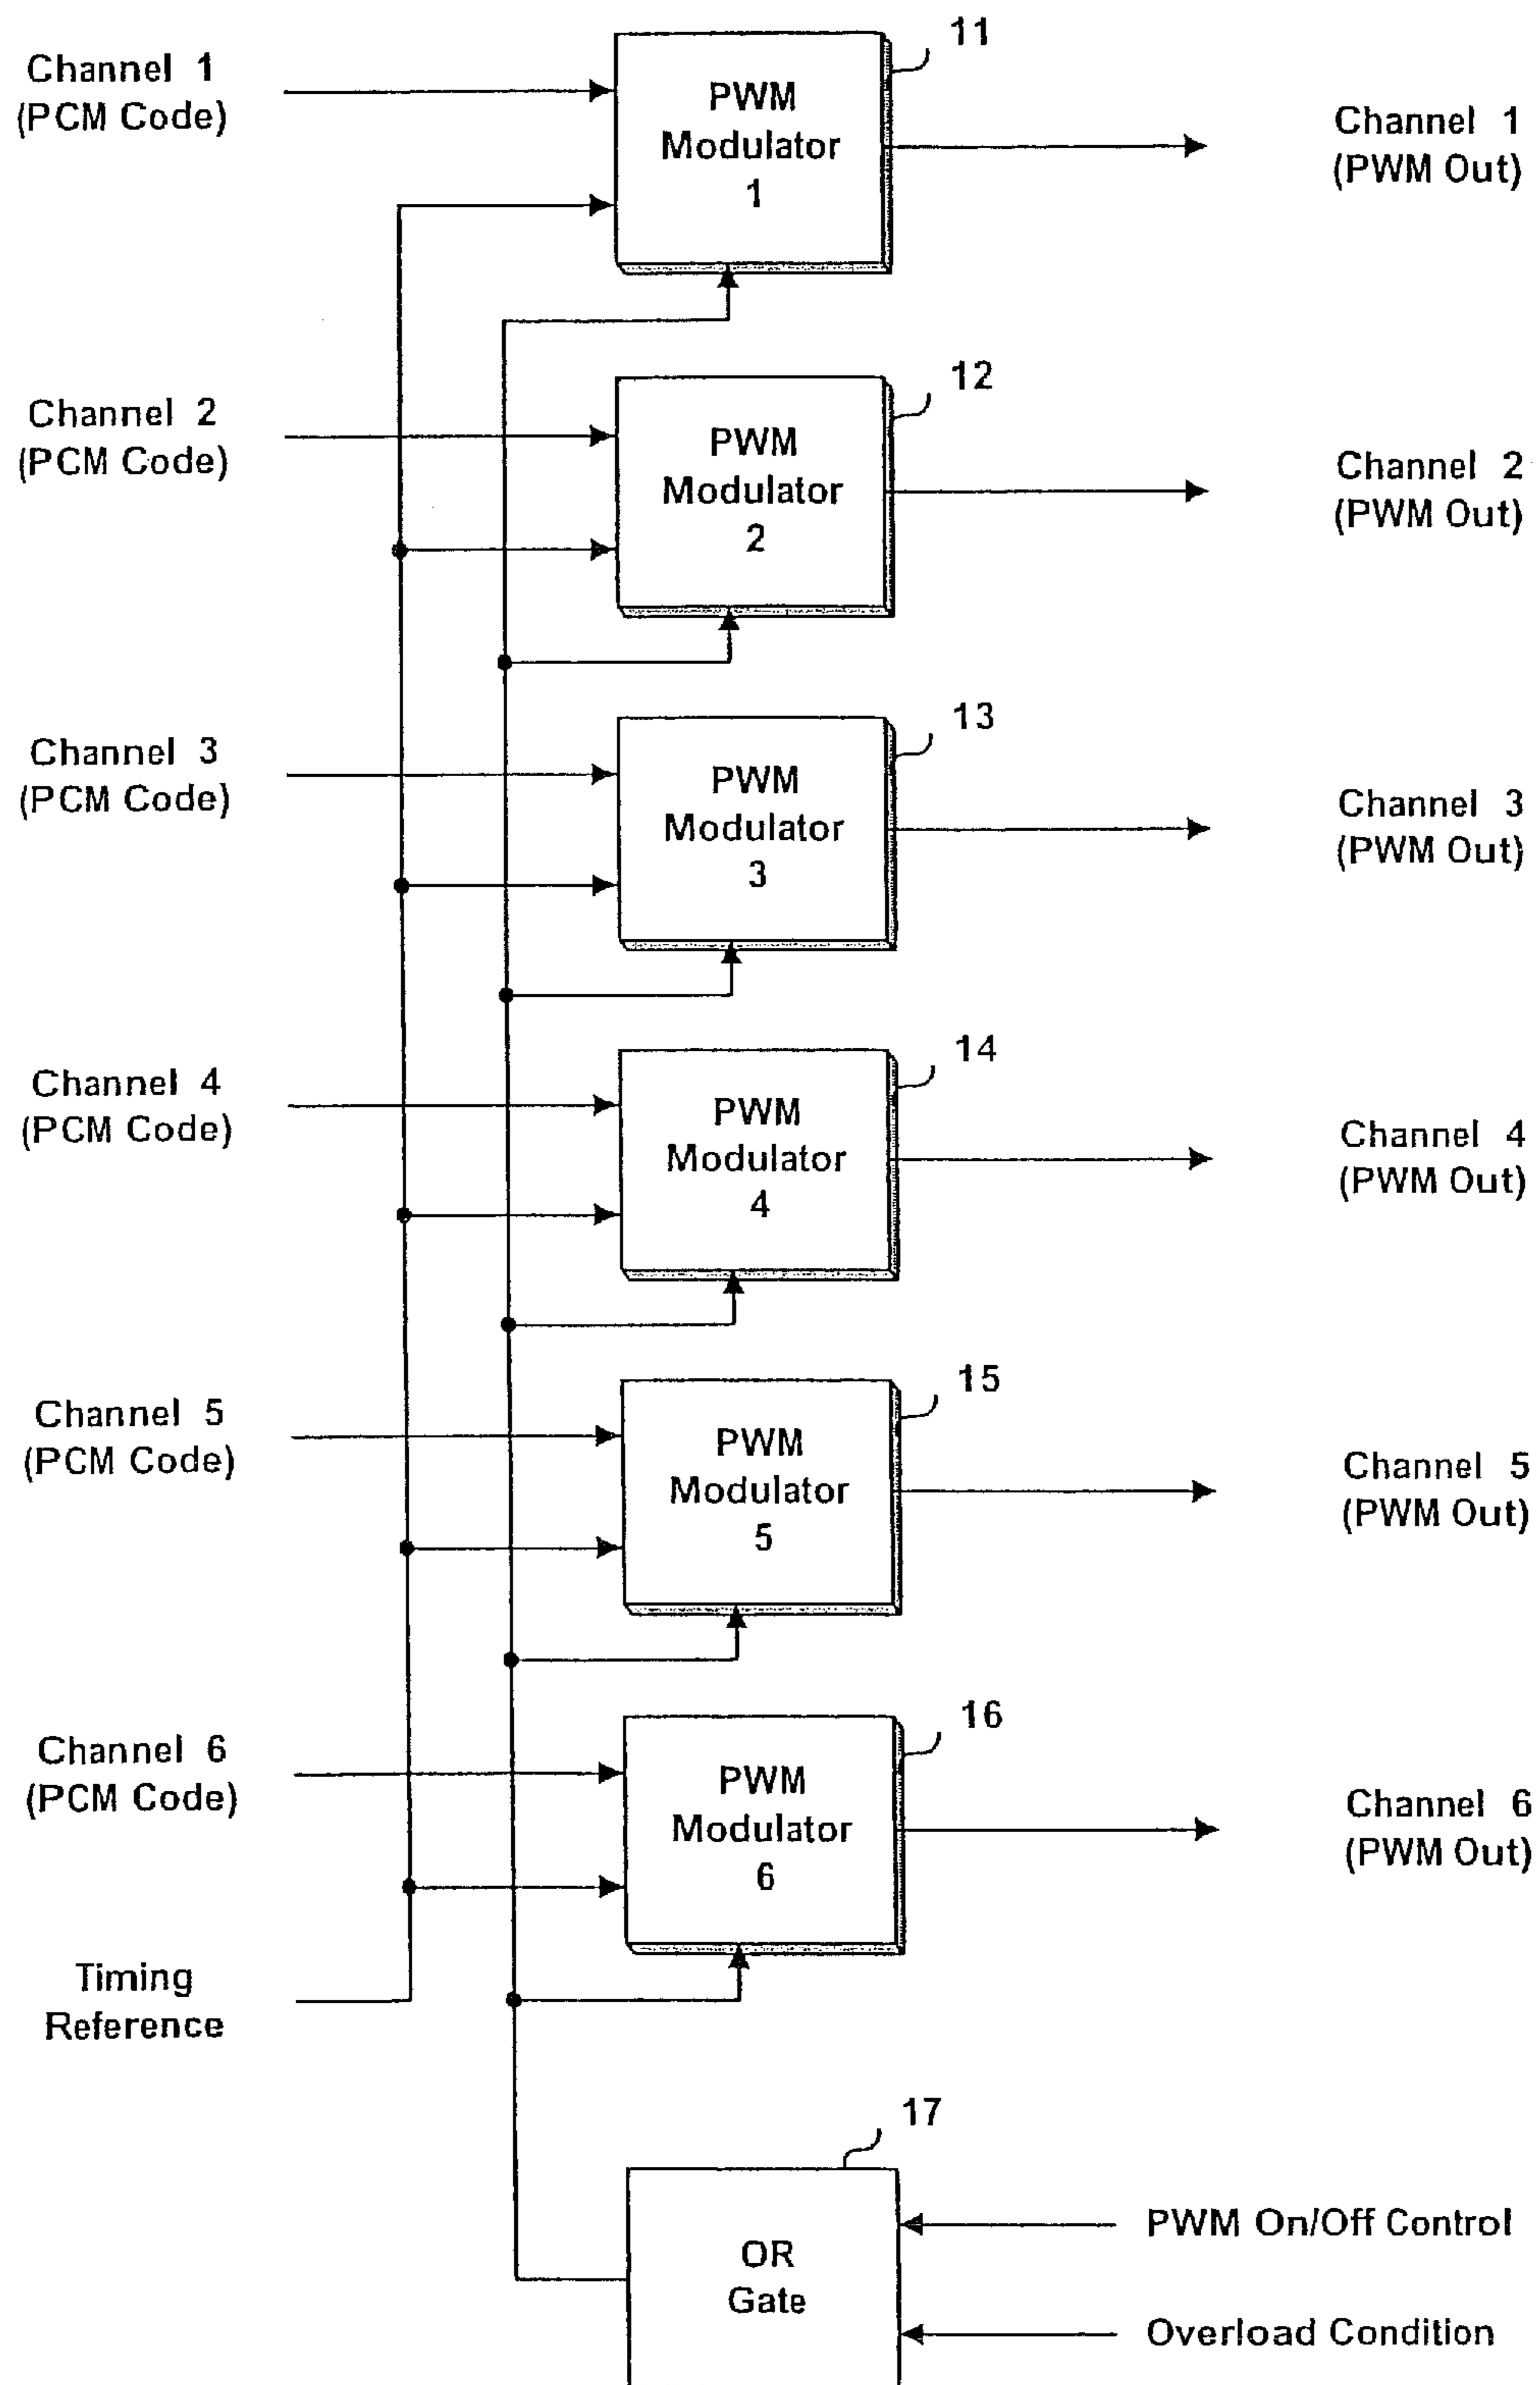 11
Channel 1
(PCM Code)
PWM
Modulator
1
Channel 1
(PWM Out)
12
Channel 2
(PCM Code)
PWM
Modulator
2
Channel 2
(PWM Out)
13
Channel 3
(PCM Code)
PWM
Modulator
3
Channel 3
(PWM Out)
14
Channel 4
(PCM Code)
PWM
Modulator
4
Channel 4
(PWM Out)
15
Channel 5
(PCM Code)
PWM
Modulator
5
Channel 5
(PWM Out)
16
Channel 6
(PCM Code)
PWM
Modulator
6
Channel 6
(PWM Out)
Timing
Reference
17
OR
Gate
PWM On/Off Control
Overload Condition